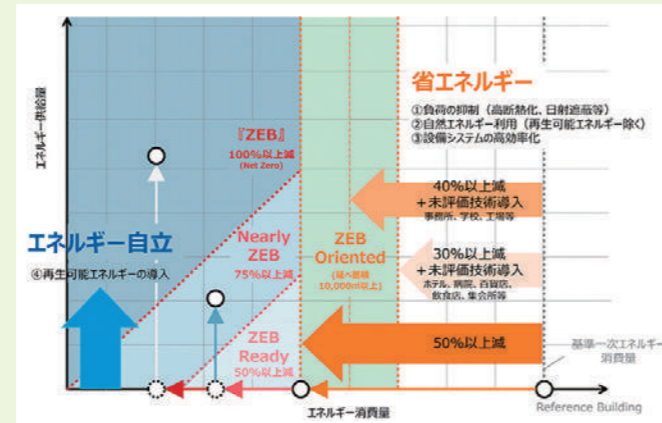 エネルギー供給量
省エネルギー
①負荷の抑制（高断熱化、日射遮蔽等）
②自然エネルギー利用（再生可能エネルギー除く）
③設備システムの高効率化
『ZEB』
100%以上減
(Net Zero)
40%以上減
＋未評価技術導入
事務所、学校、工場等
エネルギー自立
④再生可能エネルギーの導入
Nearly
ZEB
75%以上減
ZEB
Oriented
(延べ面積
10,000㎡以上)
30%以上減
＋未評価技術導入
ホテル、病院、百貨店、
飲食店、集会所等
ZEB
Ready
50%以上減
50%以上減
基準一次エネルギー
消費量
エネルギー消費量
Reference Building